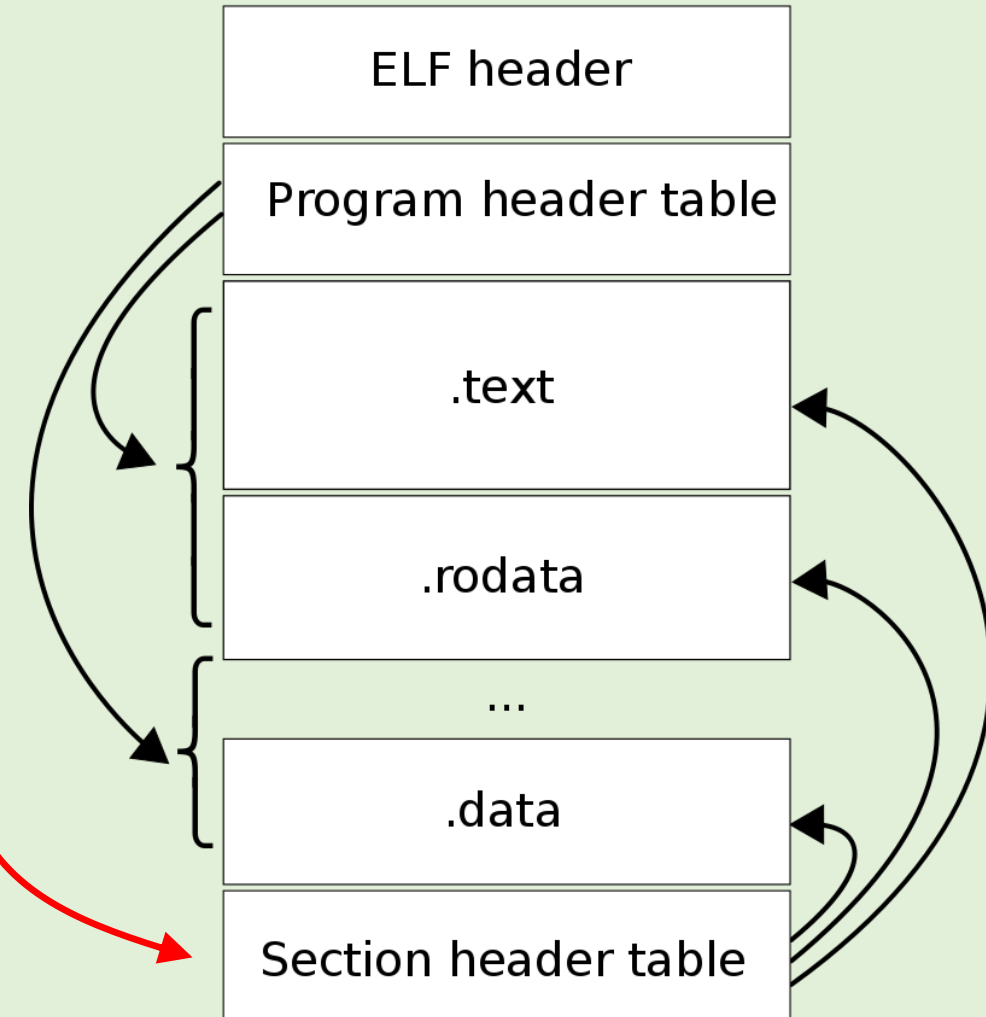 ELF header
Program header table
.text
.rodata
...
.data
Section header table